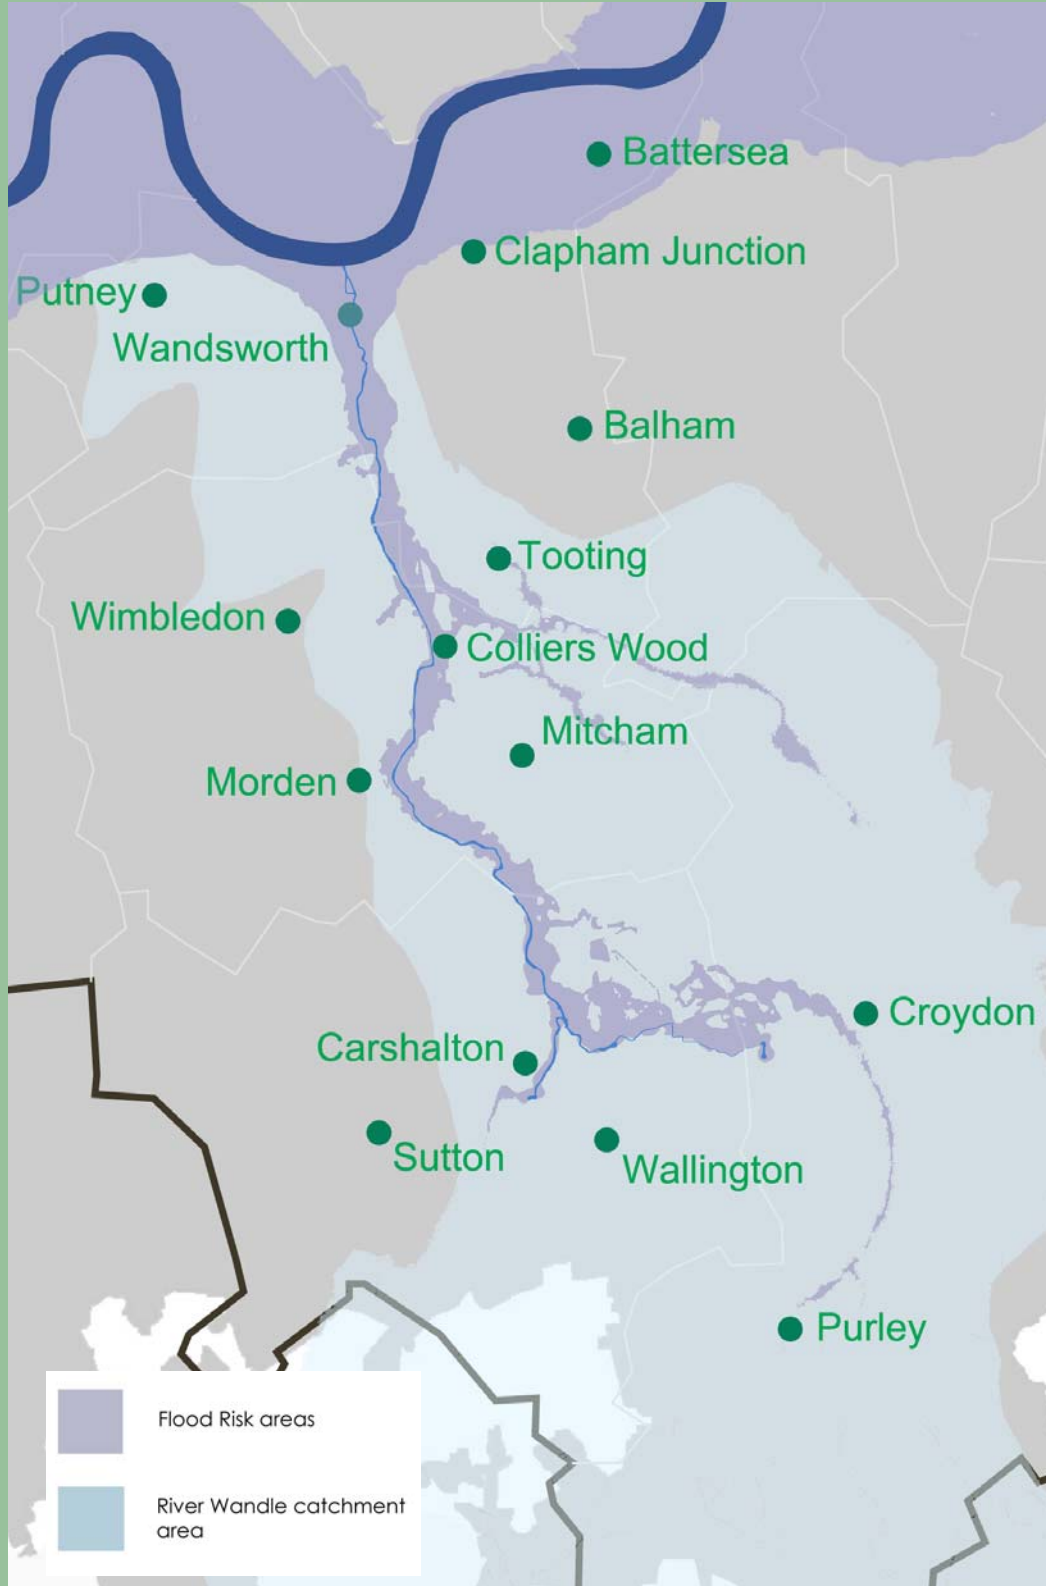 Battersea
Clapham Junction
Putney
Wandsworth
Balham
Tooting
Wimbledon
Colliers Wood
Mitcham
Morden
Croydon
Carshalton
Sutton
Wallington
Purley
Flood Risk areas
River Wandle catchment
area